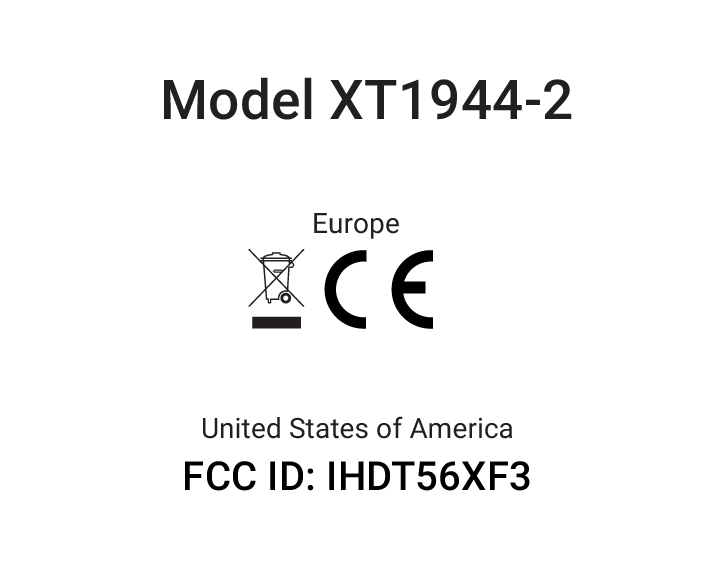 Model XT1944-2
Europe
CE
United States of America
FCC ID: IHDT56XF3